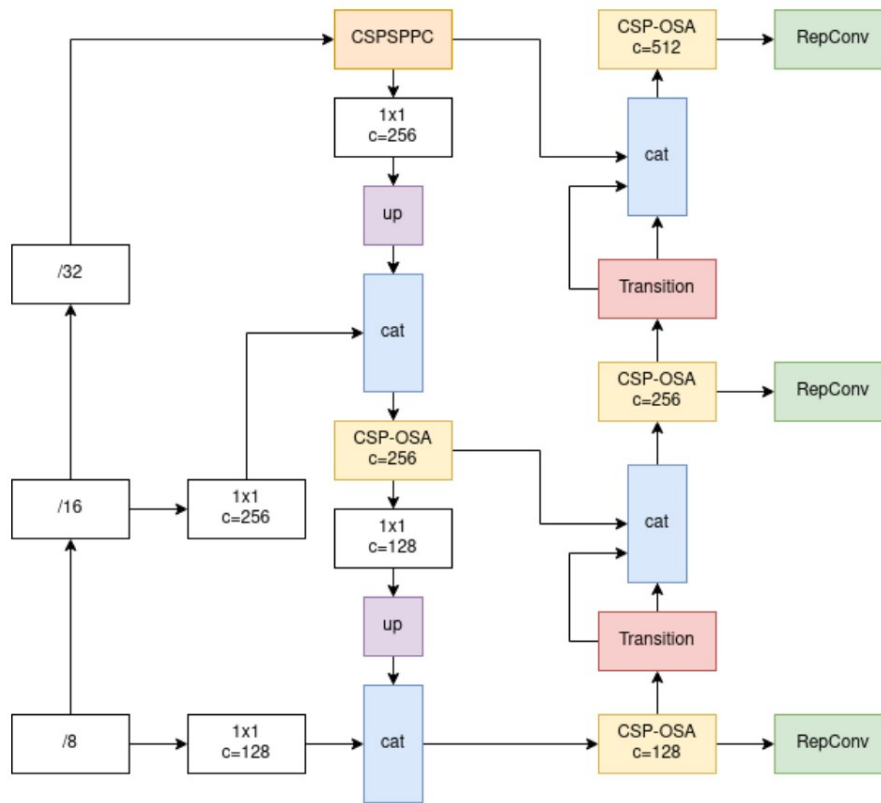 CSPSPPC
CSP-OSA
c=512
RepConv
1x1
c=256
cat
up
/32
Transition
cat
CSP-OSA
c=256
RepConv
CSP-OSA
c=256
/16
1x1
c=256
1x1
c=128
cat
up
Transition
/8
1x1
c=128
cat
CSP-OSA
c=128
RepConv